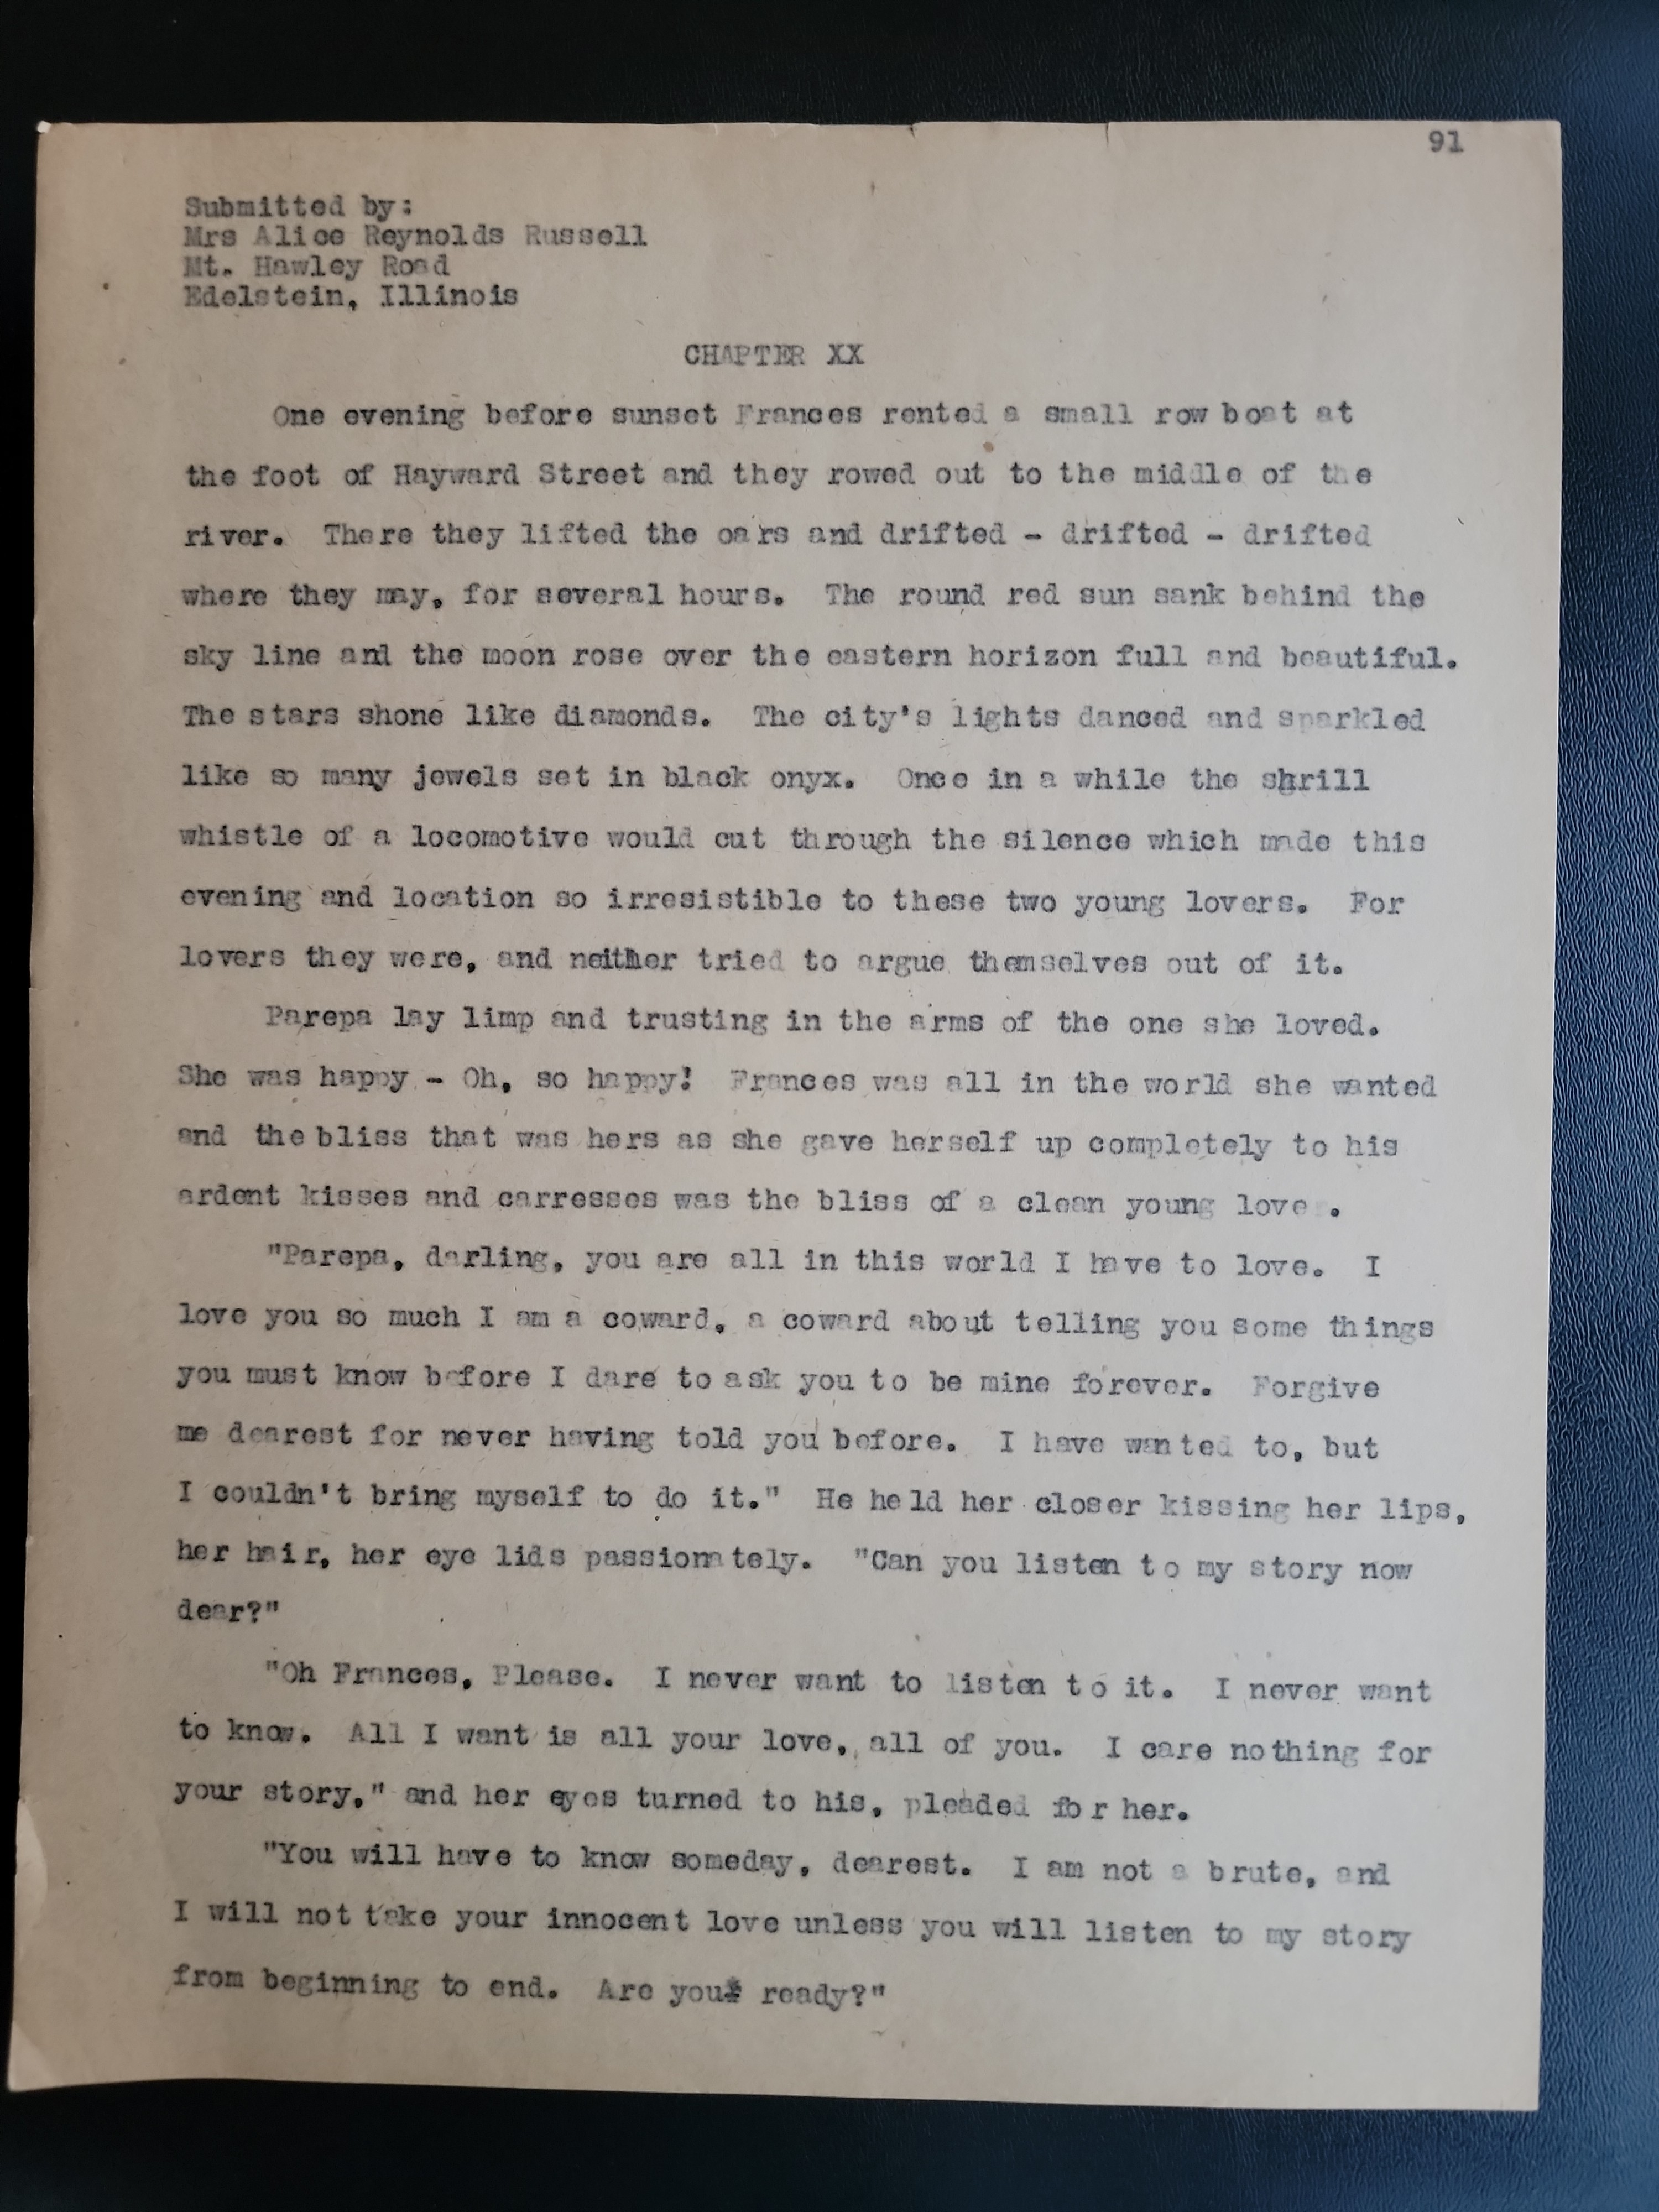 91
Submitted by:
Mrs Alice Reynolds Russell
Mt. Hawley Road
Edelstein, Illinois
CHAPTER XX
One evening before sunset Frances rented a small row boat at
the foot of Hayward Street and they rowed out to the middle of the
river. There they lifted the oars and drifted - drifted - drifted
where they may, for several hours. The round red sun sank behind the
sky line and the moon rose over the eastern horizon full and beautiful.
The stars shone like diamonds. The city's lights danced and sparkled
like so many jewels set in black onyx. Once in a while the shrill
whistle of a locomotive would cut through the silence which made this
evening and location so irresistible to these two young lovers. For
lovers they were, and neither tried to argue themselves out of it.
Parepa lay limp and trusting in the arms of the one she loved.
She was happy - Oh, so happy! Frances was all in the world she wanted
and the bliss that was hers as she gave herself up completely to his
ardent kisses and carresses was the bliss of a clean young love .
"Parepa, darling, you are all in this world I have to love. I
love you so much I am a coward, a coward about telling you some things
you must know before I dare to ask you to be mine forever. Forgive
me dearest for never having told you before. I have wanted to, but
I couldn't bring myself to do it." He held her closer kissing her lips,
her hair, her eye lids passionately. "Can you listen to my story now
dear?"
"Oh Frances, Please. I never want to listen to it. I never want
to know. All I want is all your love, all of you. I care nothing for
your story," and her eyes turned to his, pleaded for her.
"You will have to know someday, dearest. I am not a brute, and
I will not take your innocent love unless you will listen to my story
from beginning to end. Are you ready?"